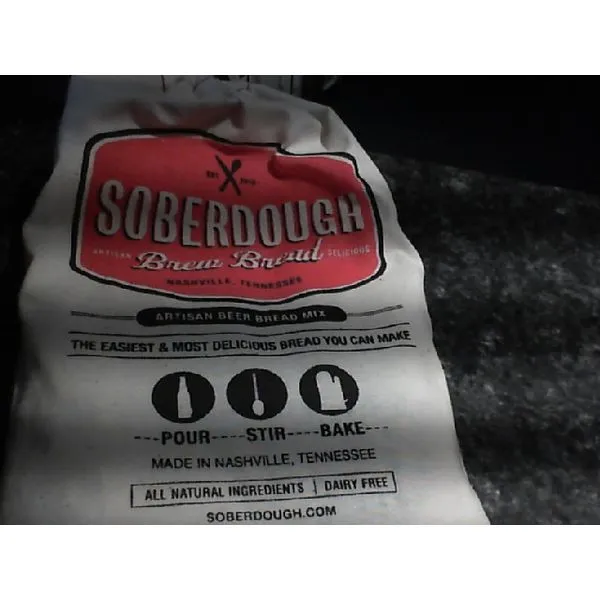 SOBERDOUGH
ARTISAN Brew Bread DELICIOUS
NASHVILLE, TENNESSEE
ARTISAN BEER BREAD MIX
THE EASIEST & MOST DELICIOUS BREAD YOU CAN MAKE
---POUR----STIR----BAKE---
MADE IN NASHVILLE, TENNESSEE
ALL NATURAL INGREDIENTS | DAIRY FREE
SOBERDOUGH.COM